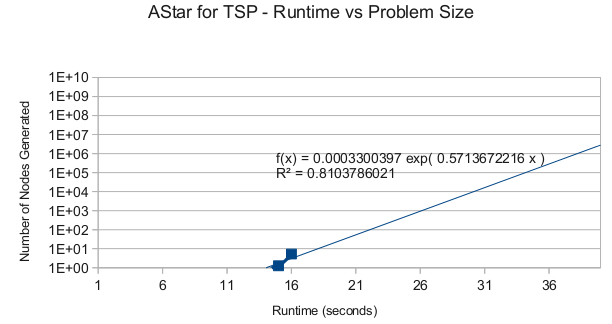 AStar for TSP - Runtime vs Problem Size
1E+10
1E+09
1E+08
1E+07
1E+06
1E+05
1E+04
1E+03
1E+02
1E+01
1E+00
Number of Nodes Generated
f(x) = 0.0003300397 exp( 0.5713672216 x )
R² = 0.8103786021
1 6 11 16 21 26 31 36
Runtime (seconds)